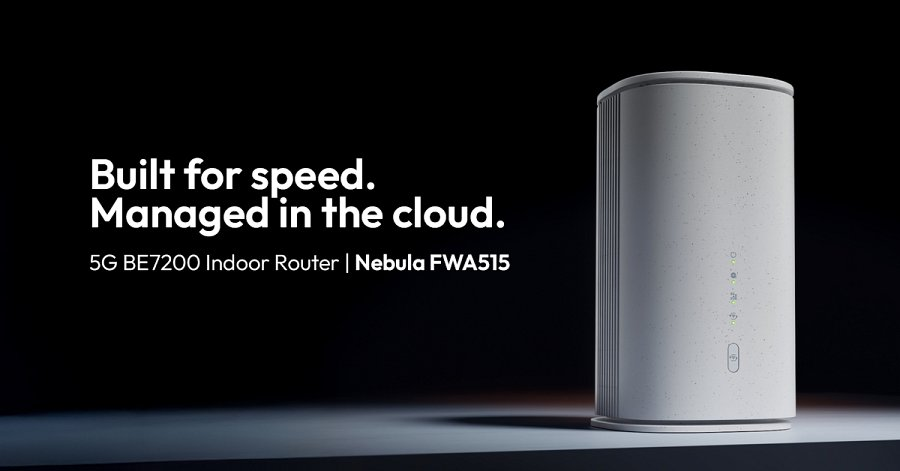 Built for speed.
Managed in the cloud.
5G BE7200 Indoor Router | Nebula FWA515